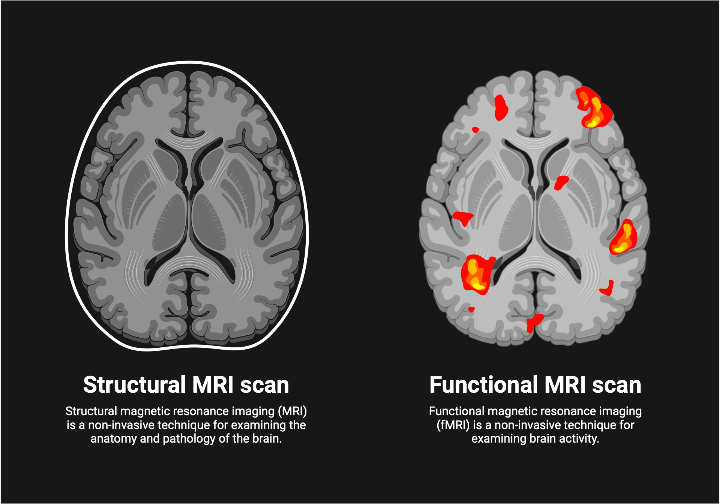 Structural MRI scan
Structural magnetic resonance imaging (MRI)
is a non-invasive technique for examining the
anatomy and pathology of the brain.
Functional MRI scan
Functional magnetic resonance imaging
(fMRI) is a non-invasive technique for
examining brain activity.